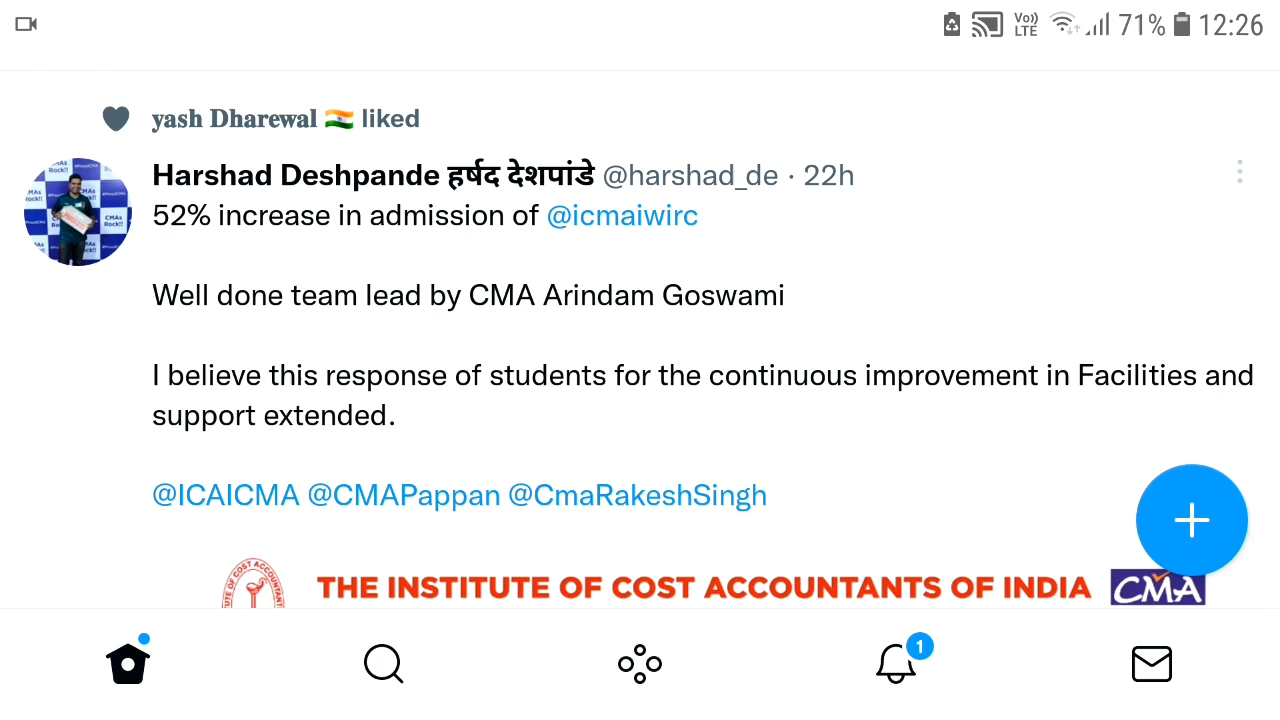 Vo)) LTE 71% 12:26
yash Dharewal 🇮🇳 liked
Harshad Deshpande हर्षद देशपांडे @harshad_de · 22h
52% increase in admission of @icmaiwirc
Well done team lead by CMA Arindam Goswami
I believe this response of students for the continuous improvement in Facilities and
support extended.
@ICAICMA @CMAPappan @CmaRakeshSingh
THE INSTITUTE OF COST ACCOUNTANTS OF INDIA CMA
1